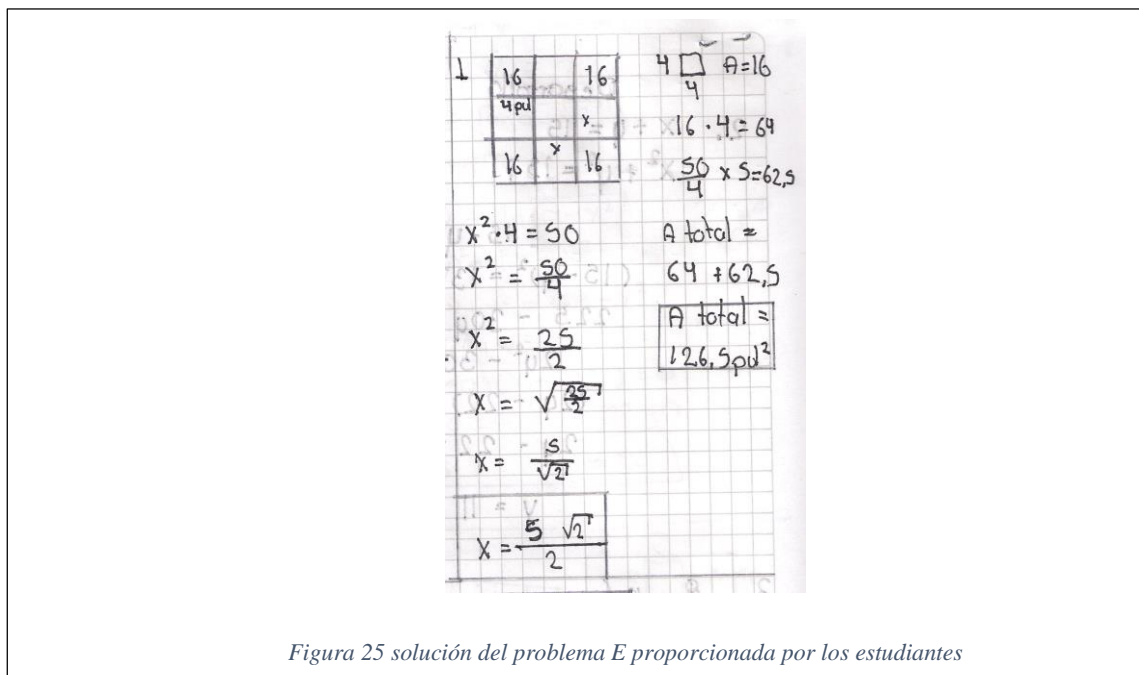 1
16 16
4pul
x
16 x 16
x² · 4 = 50
x² = 50/4
x² = 25/2
x = √25/2
x = 5/√2
x = 5 √2/2
4 □ A=16
4
16 · 4 = 64
50/4 x 5=62,5
A total =
64 + 62,5
A total =
126,5pul²
Figura 25 solución del problema E proporcionada por los estudiantes